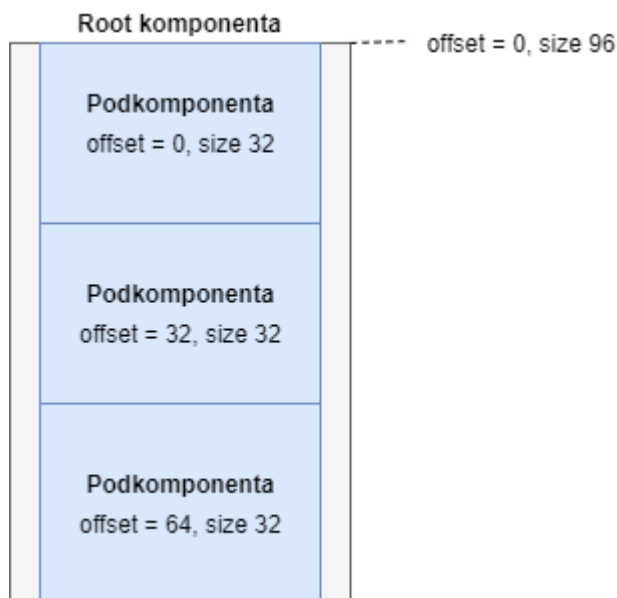 Root komponenta
offset = 0, size 96
Podkomponenta
offset = 0, size 32
Podkomponenta
offset = 32, size 32
Podkomponenta
offset = 64, size 32